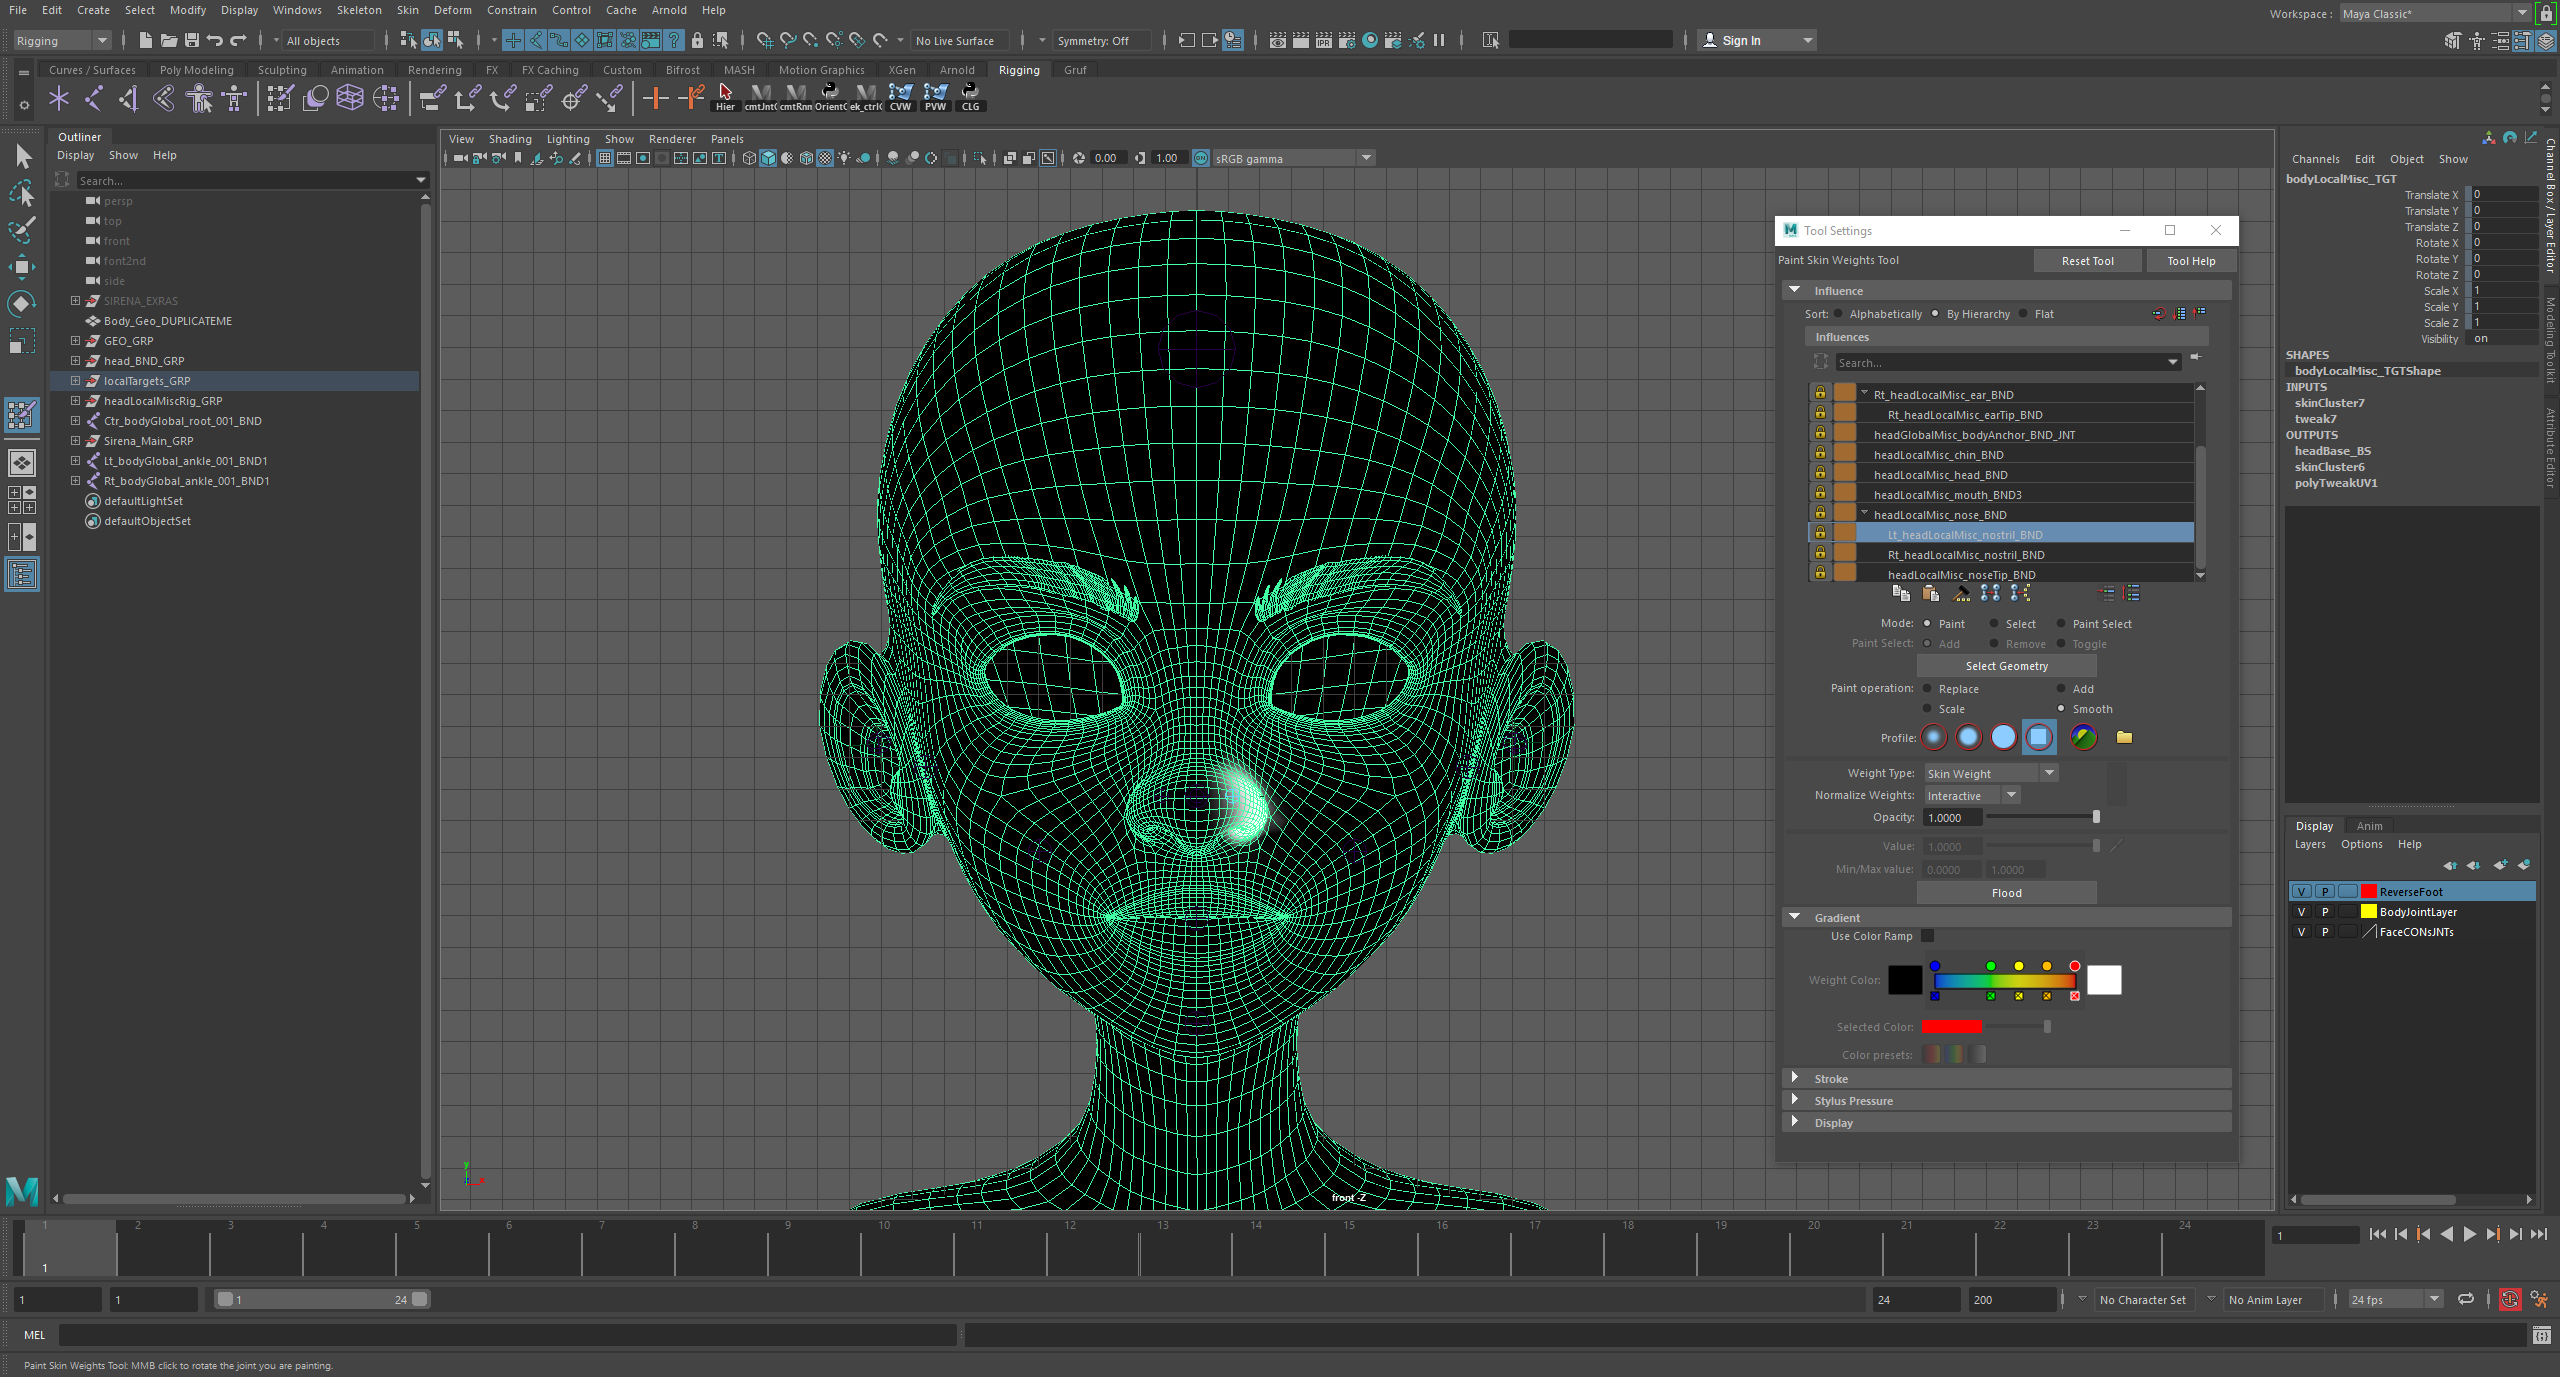 File Edit Create Select Modify Display Windows Skeleton Skin Deform Constrain Control Cache Arnold Help
Workspace : Maya Classic*
Rigging All objects No Live Surface Symmetry: Off Sign In
Curves / Surfaces Poly Modeling Sculpting Animation Rendering FX FX Caching Custom Bifrost MASH Motion Graphics XGen Arnold Rigging Gruf
Hier cmtJnt cmtRnn Orient ek_ctrl CVW PVW CLG
Outliner
Display Show Help
Search...
persp
top
front
font2nd
side
SIRENA_EXRAS
Body_Geo_DUPLICATEME
GEO_GRP
head_BND_GRP
localTargets_GRP
headLocalMiscRig_GRP
Ctr_bodyGlobal_root_001_BND
Sirena_Main_GRP
Lt_bodyGlobal_ankle_001_BND1
Rt_bodyGlobal_ankle_001_BND1
defaultLightSet
defaultObjectSet
View Shading Lighting Show Renderer Panels
0.00 1.00 ON sRGB gamma
front -Z
y
x
Tool Settings
Paint Skin Weights Tool Reset Tool Tool Help
Influence
Sort: Alphabetically By Hierarchy Flat
Influences
Search...
Rt_headLocalMisc_ear_BND
Rt_headLocalMisc_earTip_BND
headGlobalMisc_bodyAnchor_BND_JNT
headLocalMisc_chin_BND
headLocalMisc_head_BND
headLocalMisc_mouth_BND3
headLocalMisc_nose_BND
Lt_headLocalMisc_nostril_BND
Rt_headLocalMisc_nostril_BND
headLocalMisc_noseTip_BND
Mode: Paint Select Paint Select
Paint Select: Add Remove Toggle
Select Geometry
Paint operation: Replace Add
Scale Smooth
Profile:
Weight Type: Skin Weight
Normalize Weights: Interactive
Opacity: 1.0000
Value: 1.0000
Min/Max value: 0.0000 1.0000
Flood
Gradient
Use Color Ramp
Weight Color:
Selected Color:
Color presets:
Stroke
Stylus Pressure
Display
Channels Edit Object Show
bodyLocalMisc_TGT
Translate X 0
Translate Y 0
Translate Z 0
Rotate X 0
Rotate Y 0
Rotate Z 0
Scale X 1
Scale Y 1
Scale Z 1
Visibility on
SHAPES
bodyLocalMisc_TGTShape
INPUTS
skinCluster7
tweak7
OUTPUTS
headBase_BS
skinCluster6
polyTweakUV1
Channel Box / Layer Editor
Modeling Toolkit
Attribute Editor
Display Anim
Layers Options Help
V P ReverseFoot
V P BodyJointLayer
V P FaceCONsJNTs
1 2 3 4 5 6 7 8 9 10 11 12 13 14 15 16 17 18 19 20 21 22 23 24
1
1
1 1 1 24 24 200 No Character Set No Anim Layer 24 fps
MEL
Paint Skin Weights Tool: MMB click to rotate the joint you are painting.